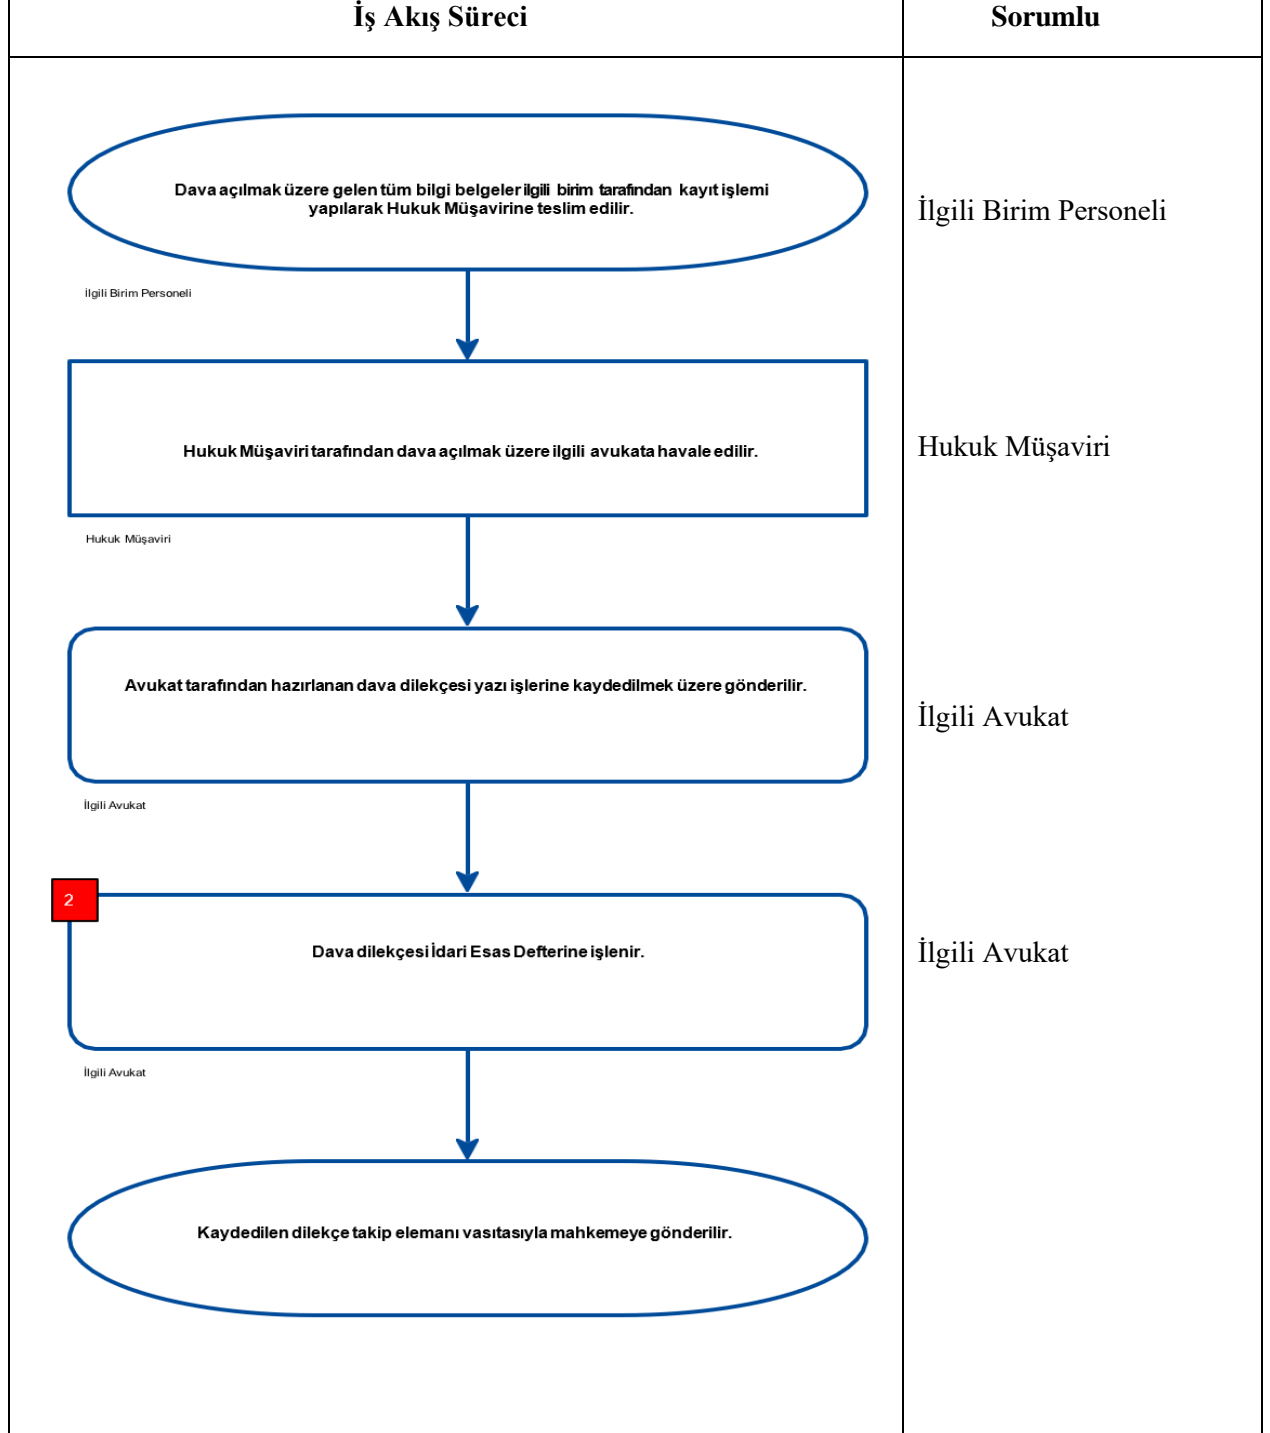 İş Akış Süreci
Sorumlu
Dava açılmak üzere gelen tüm bilgi belgeler ilgili birim tarafından kayıt işlemi
yapılarak Hukuk Müşavirine teslim edilir.
İlgili Birim Personeli
İlgili Birim Personeli
Hukuk Müşaviri tarafından dava açılmak üzere ilgili avukata havale edilir.
Hukuk Müşaviri
Hukuk Müşaviri
Avukat tarafından hazırlanan dava dilekçesi yazı işlerine kaydedilmek üzere gönderilir.
İlgili Avukat
İlgili Avukat
2
Dava dilekçesi İdari Esas Defterine işlenir.
İlgili Avukat
İlgili Avukat
Kaydedilen dilekçe takip elemanı vasıtasıyla mahkemeye gönderilir.